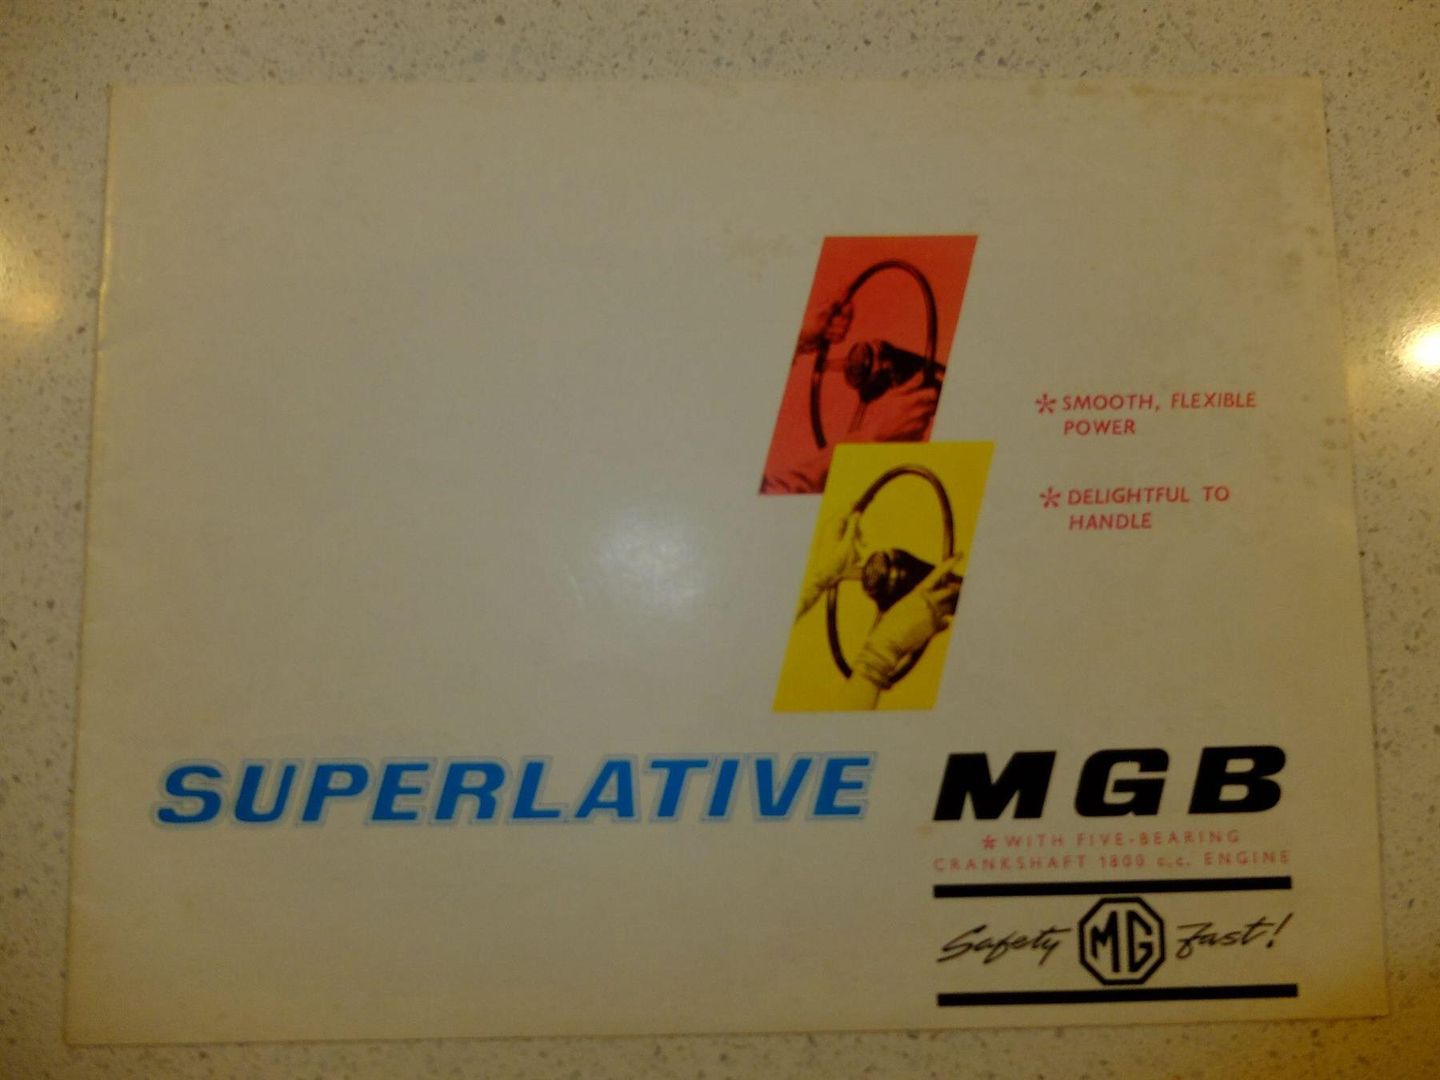 * SMOOTH, FLEXIBLE
POWER
* DELIGHTFUL TO
HANDLE
SUPERLATIVE MGB
* WITH FIVE-BEARING
CRANKSHAFT 1800 c.c. ENGINE
Safety MG Fast!